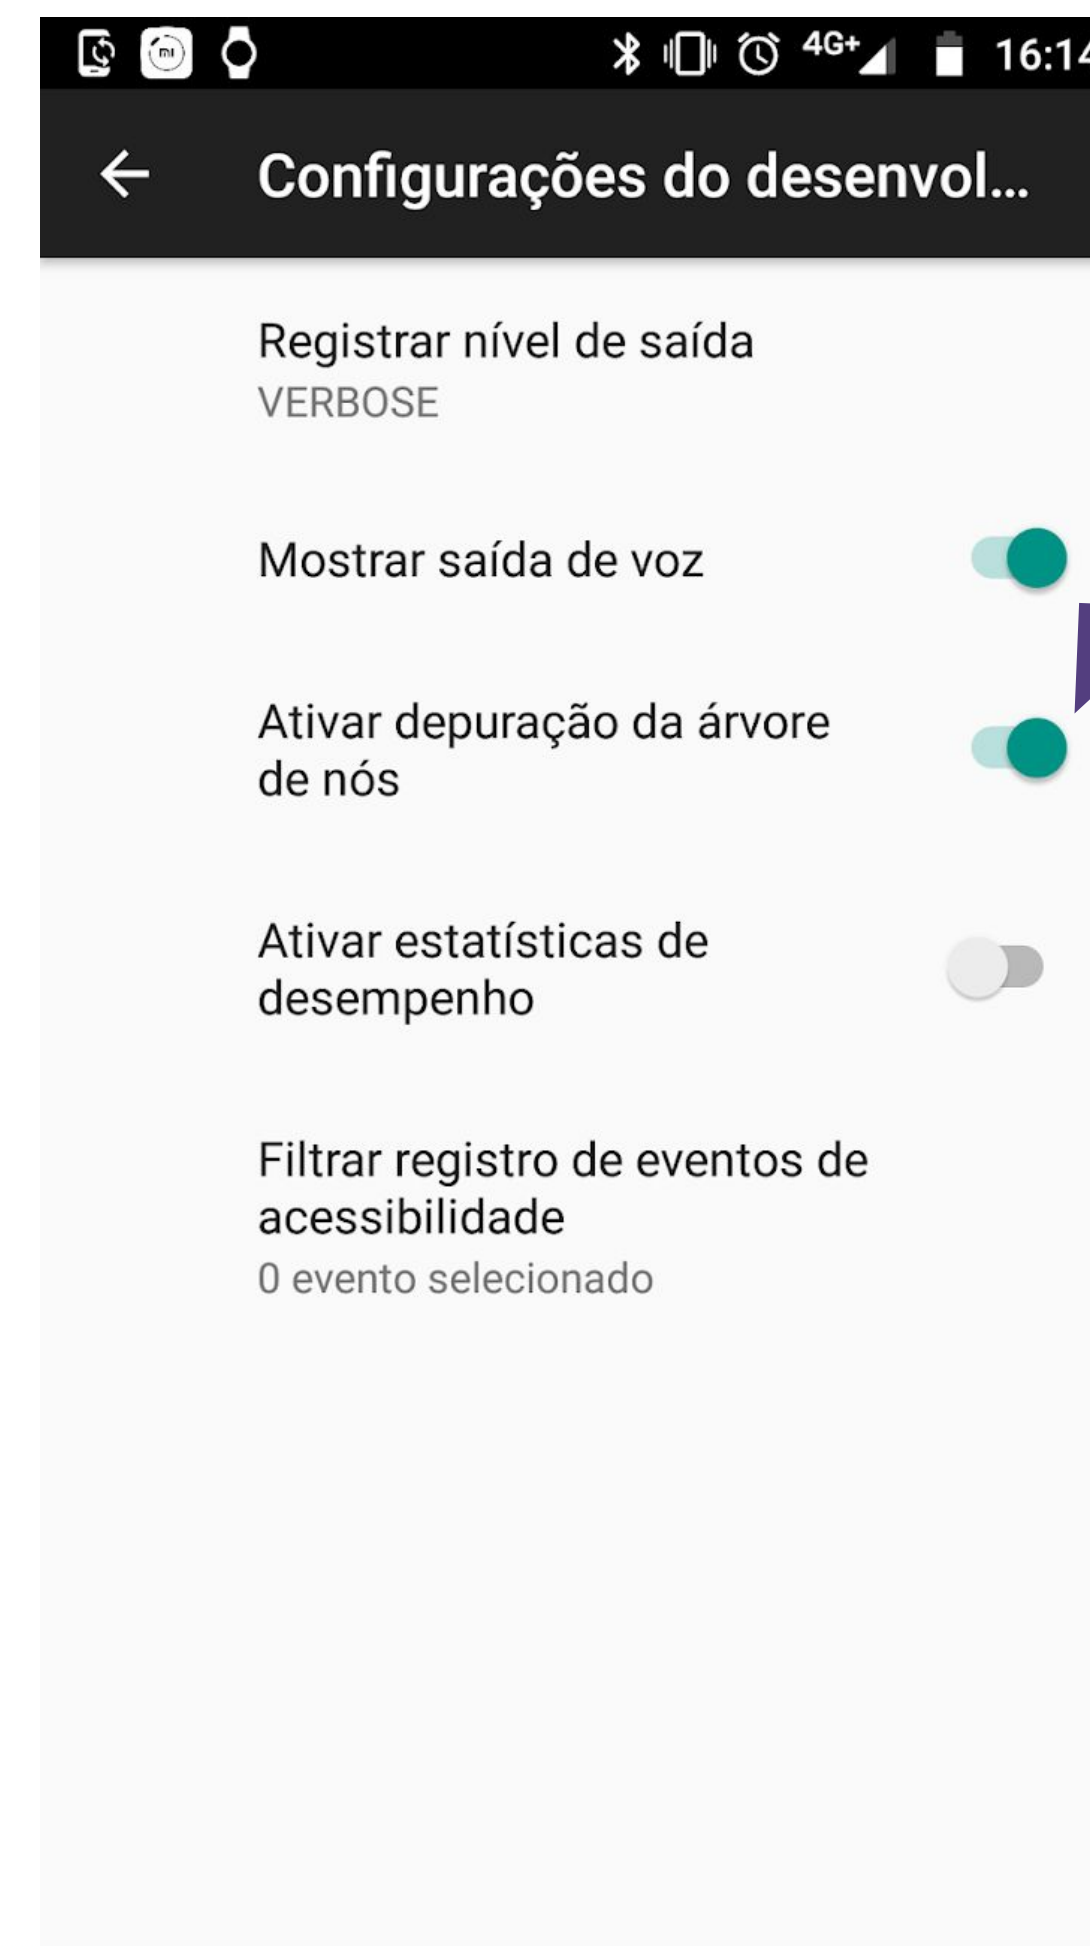 4G+ 16:14
Configurações do desenvol...
Registrar nível de saída
VERBOSE
Mostrar saída de voz
Ativar depuração da árvore
de nós
Ativar estatísticas de
desempenho
Filtrar registro de eventos de
acessibilidade
0 evento selecionado